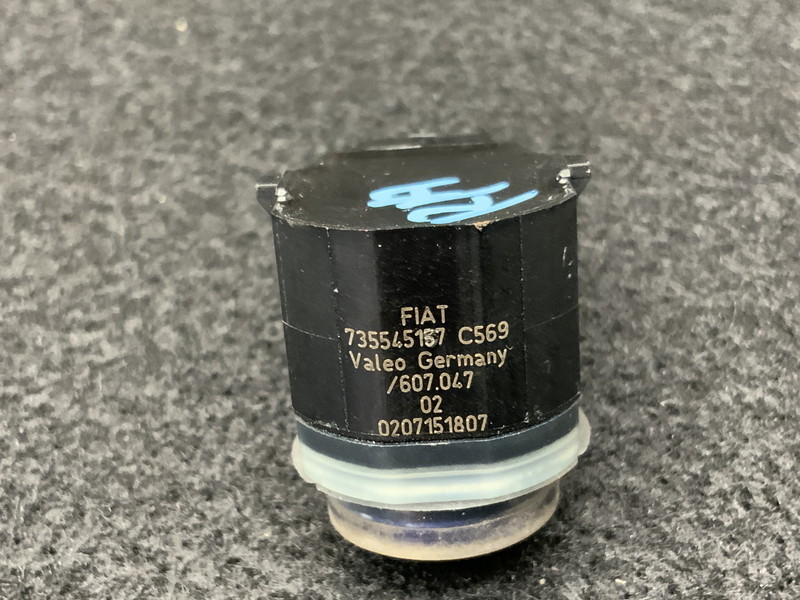 FIAT
735545157 C569
Valeo Germany
/607.047
02
0207151807